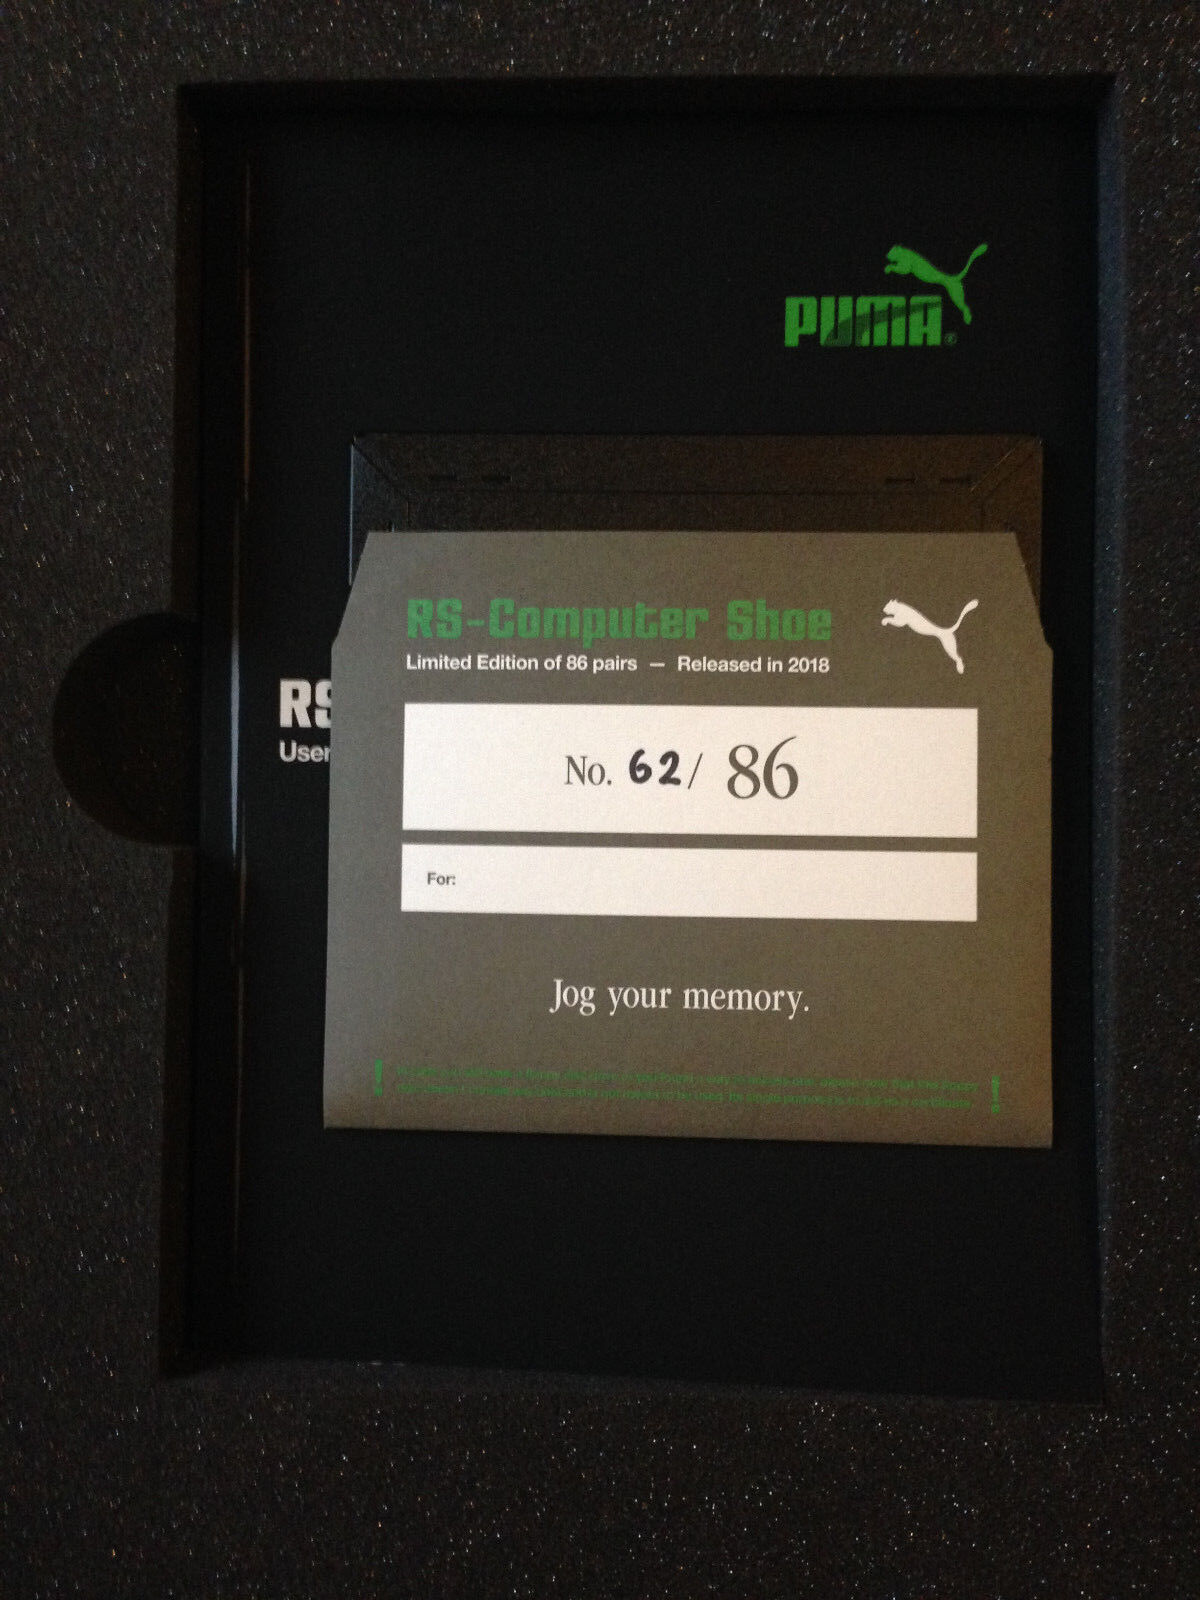 PUMA®
RS-Computer Shoe
Limited Edition of 86 pairs — Released in 2018
RS
User
No. 62/ 86
For:
Jog your memory.